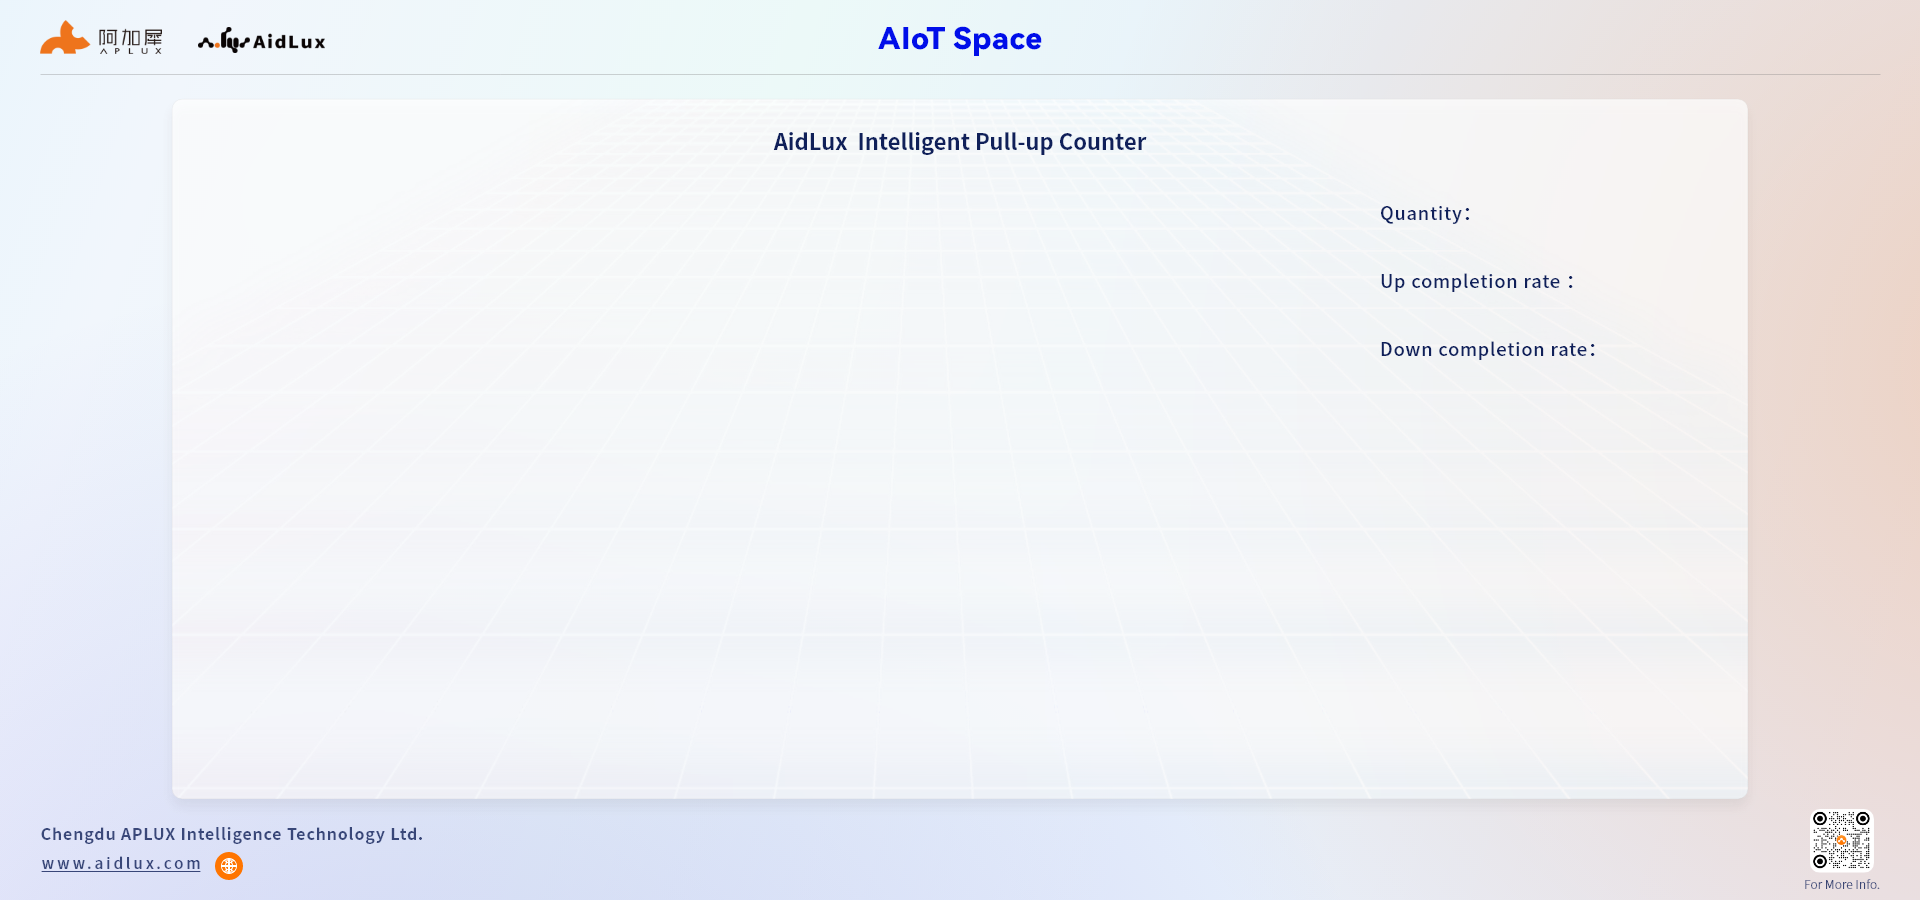 阿加犀
APLUX
AidLux
AIoT Space
AidLux Intelligent Pull-up Counter
Quantity：
Up completion rate：
Down completion rate：
Chengdu APLUX Intelligence Technology Ltd.
www.aidlux.com
For More Info.